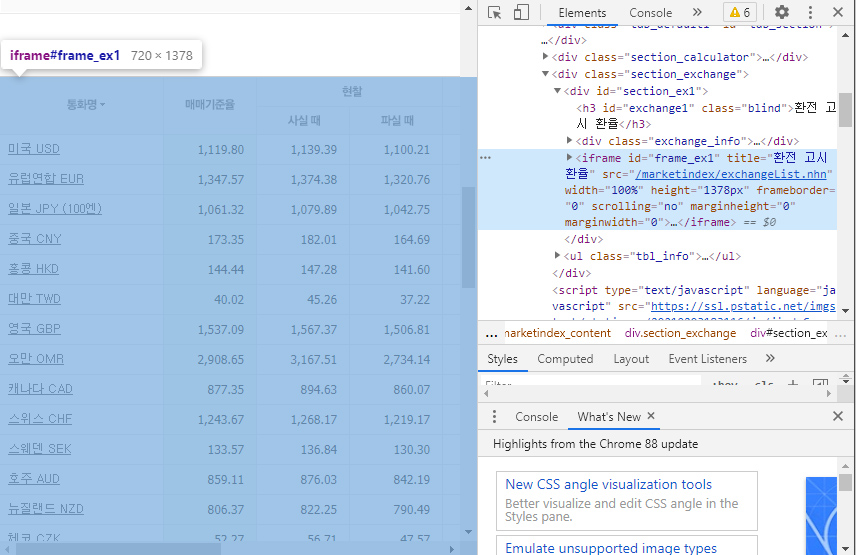 iframe#frame_ex1 720 × 1378
통화명 매매기준율 현찰
사실 때 파실 때
미국 USD 1,119.80 1,139.39 1,100.21
유럽연합 EUR 1,347.57 1,374.38 1,320.76
일본 JPY (100엔) 1,061.32 1,079.89 1,042.75
중국 CNY 173.35 182.01 164.69
홍콩 HKD 144.44 147.28 141.60
대만 TWD 40.02 45.26 37.22
영국 GBP 1,537.09 1,567.37 1,506.81
오만 OMR 2,908.65 3,167.51 2,734.14
캐나다 CAD 877.35 894.63 860.07
스위스 CHF 1,243.67 1,268.17 1,219.17
스웨덴 SEK 133.57 136.84 130.30
호주 AUD 859.11 876.03 842.19
뉴질랜드 NZD 806.37 822.25 790.49
체코 CZK 52.27 56.71 47.57
Elements Console » 6
…</div>
<div class="section_calculator">…</div>
<div class="section_exchange">
<div id="section_ex1">
<h3 id="exchange1" class="blind">환전 고
시 환율</h3>
<div class="exchange_info">…</div>
<iframe id="frame_ex1" title="환전 고시
환율" src="/marketindex/exchangeList.nhn"
width="100%" height="1378px" frameborder=
"0" scrolling="no" marginheight="0"
marginwidth="0">…</iframe> == $0
</div>
<ul class="tbl_info">…</ul>
</div>
<script type="text/javascript" language="ja
vascript" src="https://ssl.pstatic.net/imgs
... marketindex_content div.section_exchange div#section_ex ...
Styles Computed Layout Event Listeners »
Filter :hov .cls +
Console What's New ×
Highlights from the Chrome 88 update
New CSS angle visualization tools
Better visualize and edit CSS angle in the
Styles pane.
Emulate unsupported image types